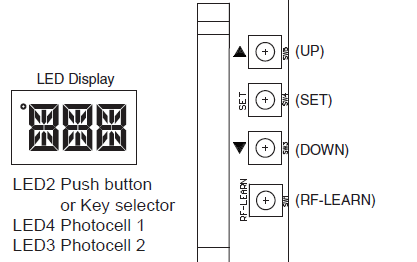 LED Display
LED2 Push button
or Key selector
LED4 Photocell 1
LED3 Photocell 2
SW5
(UP)
SET
SW4
(SET)
SW3
(DOWN)
RF-LEARN
SW1
(RF-LEARN)